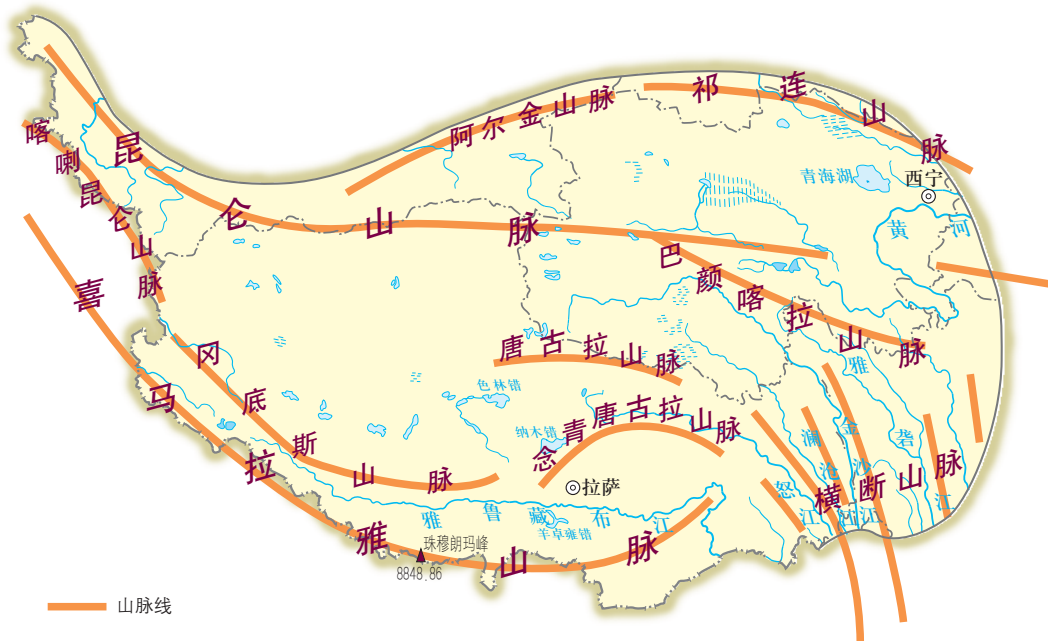 阿尔金山脉
祁连山脉
喀喇昆仑山脉
昆仑山脉
青海湖
西宁
黄河
巴颜喀拉山脉
喜马拉雅山脉
冈底斯山脉
唐古拉山脉
色林错
纳木错
念青唐古拉山脉
拉萨
雅鲁藏布江
羊卓雍错
珠穆朗玛峰
8848.86
怒江
澜沧江
金沙江
雅砻江
横断山脉
山脉线